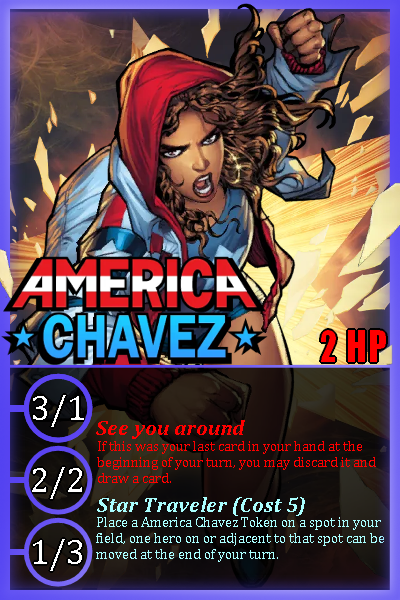 AMERICA
CHAVEZ
2 HP
3/1
2/2
1/3
See you around
If this was your last card in your hand at the
beginning of your turn, you may discard it and
draw a card.
Star Traveler (Cost 5)
Place a America Chavez Token on a spot in your
field, one hero on or adjacent to that spot can be
moved at the end of your turn.